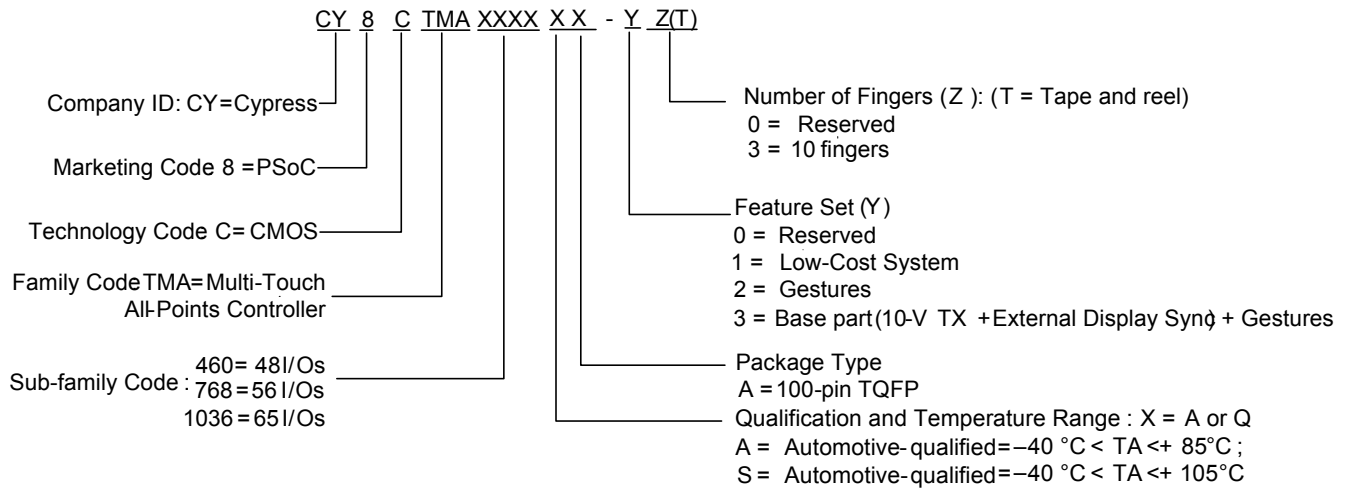 CY 8 C TMA XXXX X X - Y Z(T)
Company ID: CY=Cypress
Marketing Code 8 =PSoC
Technology Code C= CMOS
Family Code TMA= Multi-Touch
All-Points Controller
Sub-family Code :
460= 48 I/Os
768 =56 I/Os
1036 =65 I/Os
Number of Fingers (Z ): (T = Tape and reel)
0 = Reserved
3 = 10 fingers
Feature Set (Y)
0 = Reserved
1 = Low-Cost System
2 = Gestures
3 = Base part (10-V TX +External Display Sync) + Gestures
Package Type
A =100-pin TQFP
Qualification and Temperature Range : X = A or Q
A = Automotive-qualified=–40 °C < TA <+ 85°C ;
S = Automotive-qualified=–40 °C < TA <+ 105°C